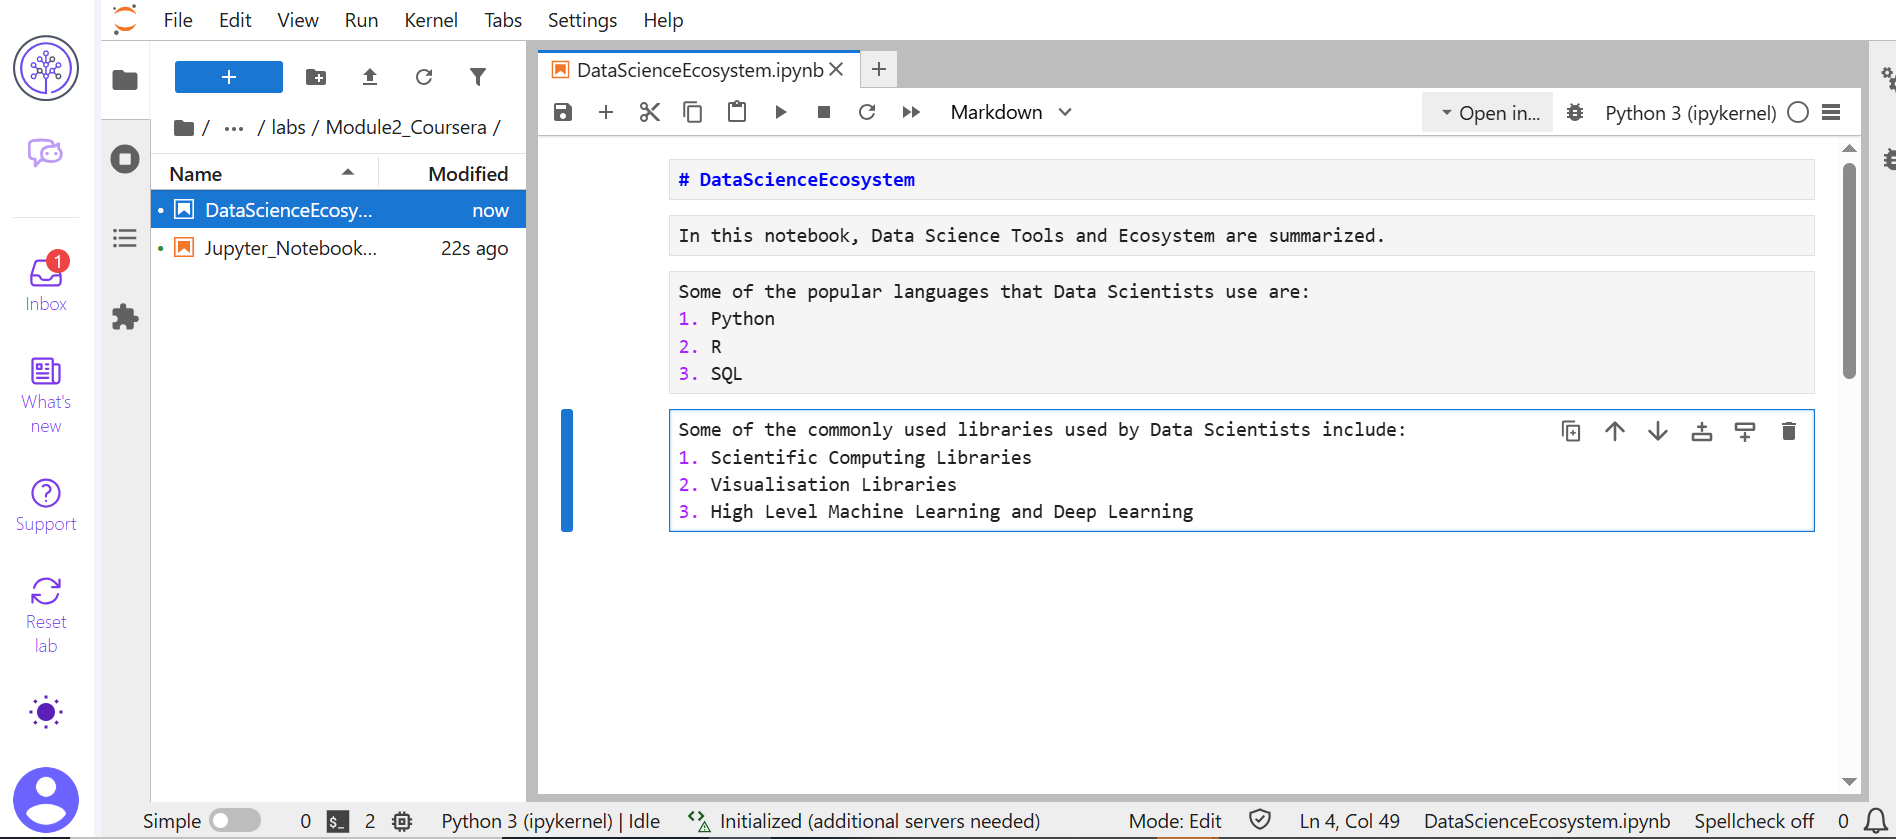 File Edit View Run Kernel Tabs Settings Help
1
Inbox
What's
new
Support
Reset
lab
+
/ ... / labs / Module2_Coursera /
Name Modified
DataScienceEcosy... now
Jupyter_Notebook... 22s ago
DataScienceEcosystem.ipynb
Markdown
Open in...
Python 3 (ipykernel)
# DataScienceEcosystem
In this notebook, Data Science Tools and Ecosystem are summarized.
Some of the popular languages that Data Scientists use are:
1. Python
2. R
3. SQL
Some of the commonly used libraries used by Data Scientists include:
1. Scientific Computing Libraries
2. Visualisation Libraries
3. High Level Machine Learning and Deep Learning
Simple 0 $_ 2 Python 3 (ipykernel) | Idle Initialized (additional servers needed) Mode: Edit Ln 4, Col 49 DataScienceEcosystem.ipynb Spellcheck off 0